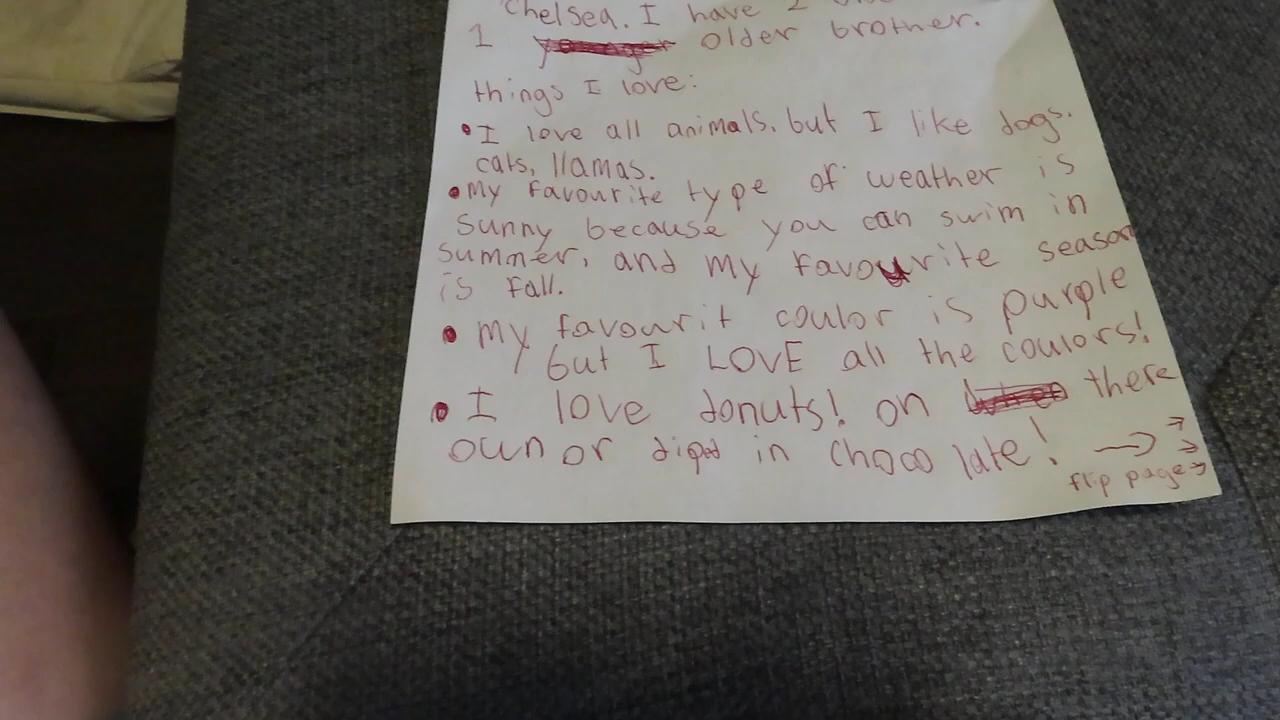 Chelsea. I have 2
1 older brother.
things I love:
• I love all animals. but I like dogs.
cats, llamas.
• My favourite type of weather is
sunny because you can swim in
summer, and my favourite season
is fall.
• my favourit coulor is purple
but I LOVE all the coulors!
• I love donuts! on there
own or diped in chocolate! →
flip page→